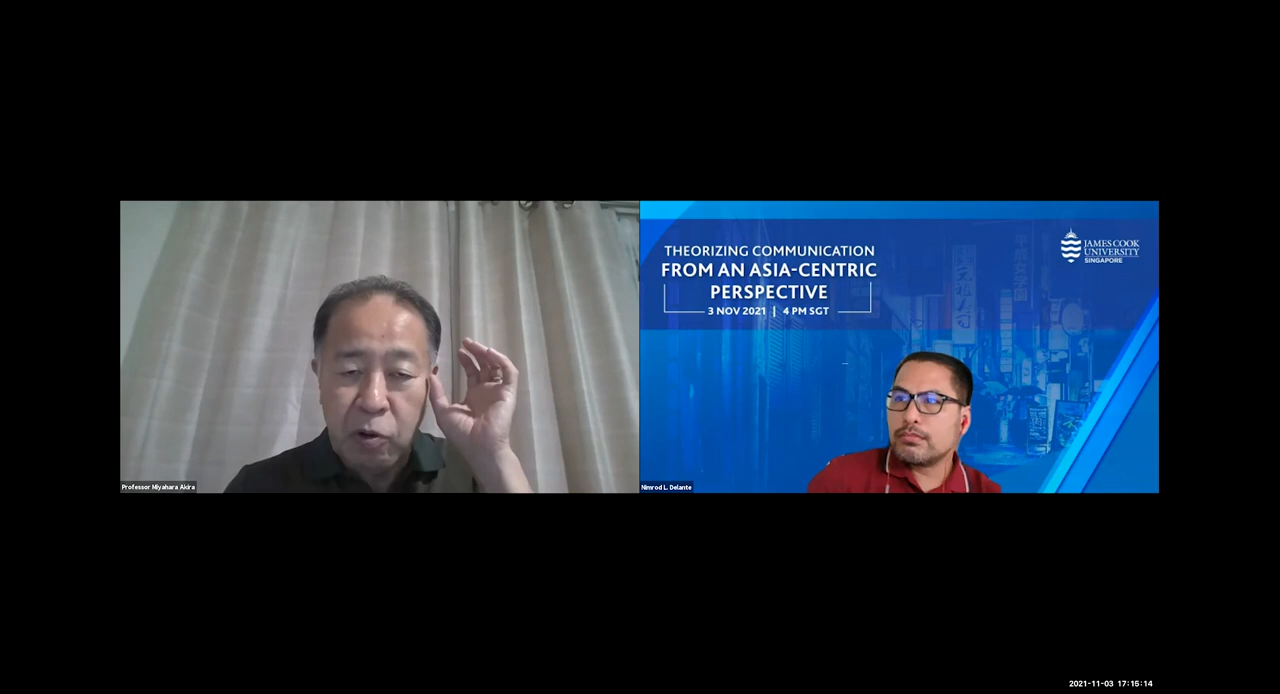 THEORIZING COMMUNICATION
FROM AN ASIA-CENTRIC
PERSPECTIVE
3 NOV 2021 | 4 PM SGT
JAMES COOK
UNIVERSITY
SINGAPORE
Professor Miyahara Akira
Nimrod L. Delante
2021-11-03 17:15:14